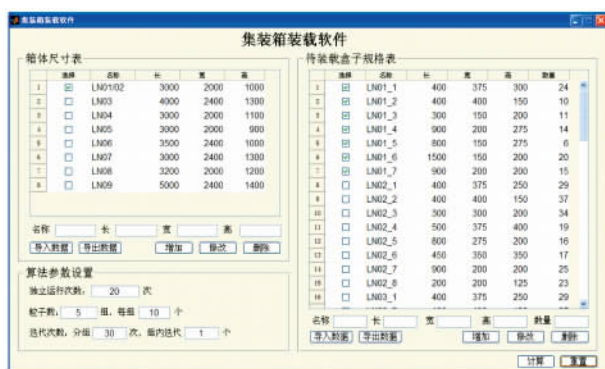 集装箱装载软件
集装箱装载软件
箱体尺寸表
选择 名称 长 宽 高
1 LN01/02 3000 2000 1000
2 LN03 4000 2400 1300
3 LN04 3000 2000 1100
4 LN05 3000 2000 900
5 LN06 3500 2400 1000
6 LN07 3000 2400 1300
7 LN08 3200 2000 1200
8 LN09 5000 2400 1400
名称 长 宽 高
导入数据 导出数据 增加 修改 删除
算法参数设置
独立运行次数: 20 次
粒子数: 5 组, 每组 10 个
迭代次数: 分组 30 次, 组内迭代 1 个
待装载盒子规格表
选择 名称 长 宽 高 数量
1 LN01_1 400 375 300 24
2 LN01_2 400 400 150 10
3 LN01_3 300 150 200 11
4 LN01_4 900 200 275 14
5 LN01_5 800 150 275 6
6 LN01_6 1500 150 200 20
7 LN01_7 900 200 200 15
8 LN02_1 400 375 250 29
9 LN02_2 400 400 150 37
10 LN02_3 300 300 200 34
11 LN02_4 500 375 400 19
12 LN02_5 800 275 200 16
13 LN02_6 450 350 350 17
14 LN02_7 900 200 200 25
15 LN02_8 200 200 125 23
16 LN03_1 400 375 250 29
名称 长 宽 高 数量
导入数据 导出数据 增加 修改 删除
计算 重置